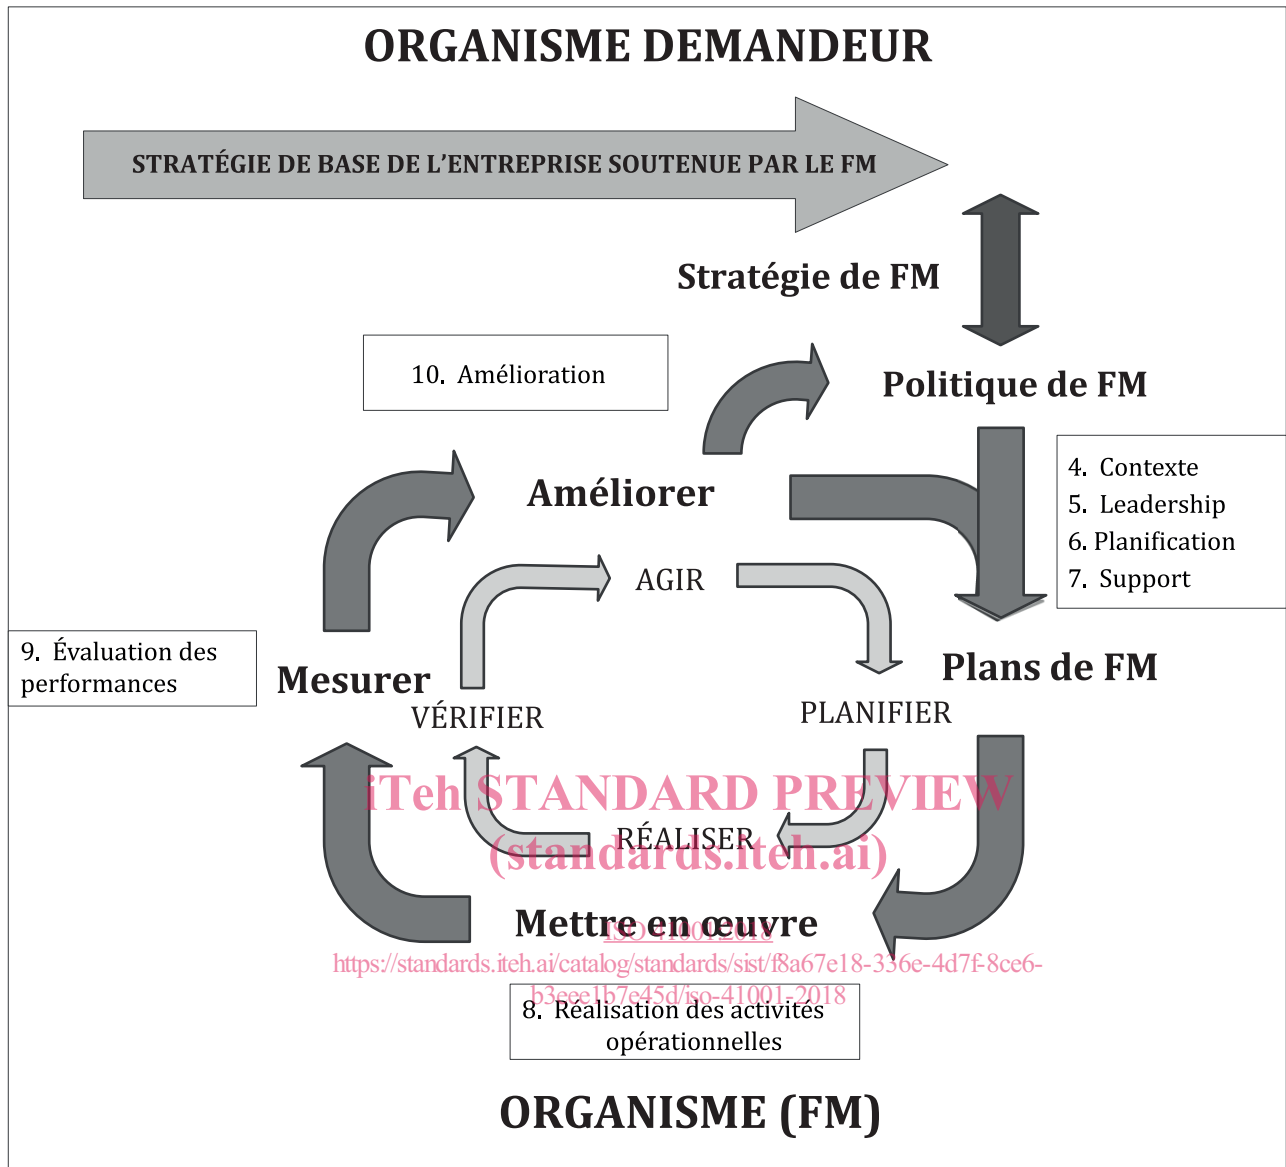 ORGANISME DEMANDEUR
STRATÉGIE DE BASE DE L’ENTREPRISE SOUTENUE PAR LE FM
Stratégie de FM
10. Amélioration
Politique de FM
4. Contexte
5. Leadership
6. Planification
7. Support
Améliorer
AGIR
9. Évaluation des
performances
Mesurer
Plans de FM
VÉRIFIER
PLANIFIER
iTeh STANDARD PREVIEW
RÉALISER
(standards.iteh.ai)
Mettre en œuvre
ISO 41001:2018
https://standards.iteh.ai/catalog/standards/sist/f8a67e18-336e-4d7f-8ce6-
b3eee1b7e45d/iso-41001-2018
8. Réalisation des activités
opérationnelles
ORGANISME (FM)